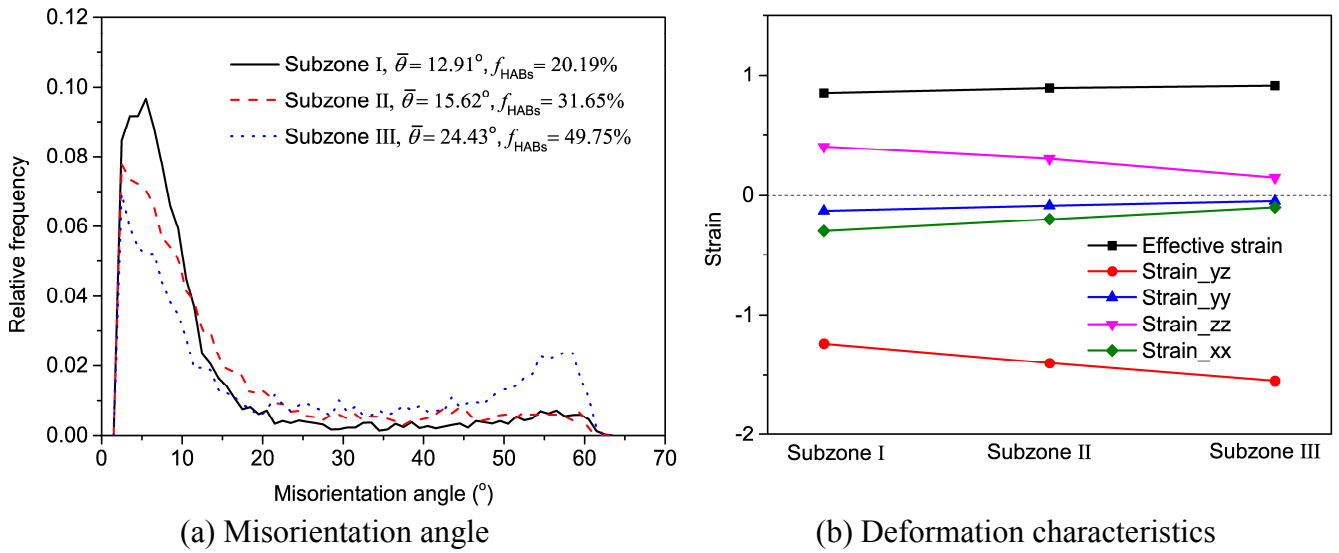 0.12
0.10
0.08
0.06
0.04
0.02
0.00
Relative frequency
Subzone I, θ̅ = 12.91°, f_HABs = 20.19%
Subzone II, θ̅ = 15.62°, f_HABs = 31.65%
Subzone III, θ̅ = 24.43°, f_HABs = 49.75%
0 10 20 30 40 50 60 70
Misorientation angle (°)
(a) Misorientation angle
1
0
-1
-2
Strain
Effective strain
Strain_yz
Strain_yy
Strain_zz
Strain_xx
Subzone I Subzone II Subzone III
(b) Deformation characteristics